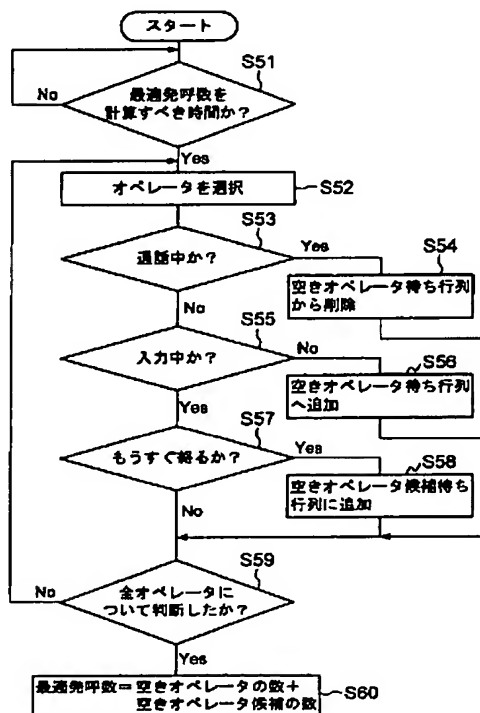 スタート
S51
最適発呼数を
計算すべき時間か?
No
Yes
オペレータを選択
S52
S53
通話中か?
Yes
S54
空きオペレータ待ち行列
から削除
No
S55
入力中か?
No
S56
空きオペレータ待ち行列
へ追加
Yes
S57
もうすぐ終るか?
Yes
S58
空きオペレータ候補待ち
行列に追加
No
S59
全オペレータに
ついて判断したか?
No
Yes
最適発呼数=空きオペレータの数+
空きオペレータ候補の数
S60